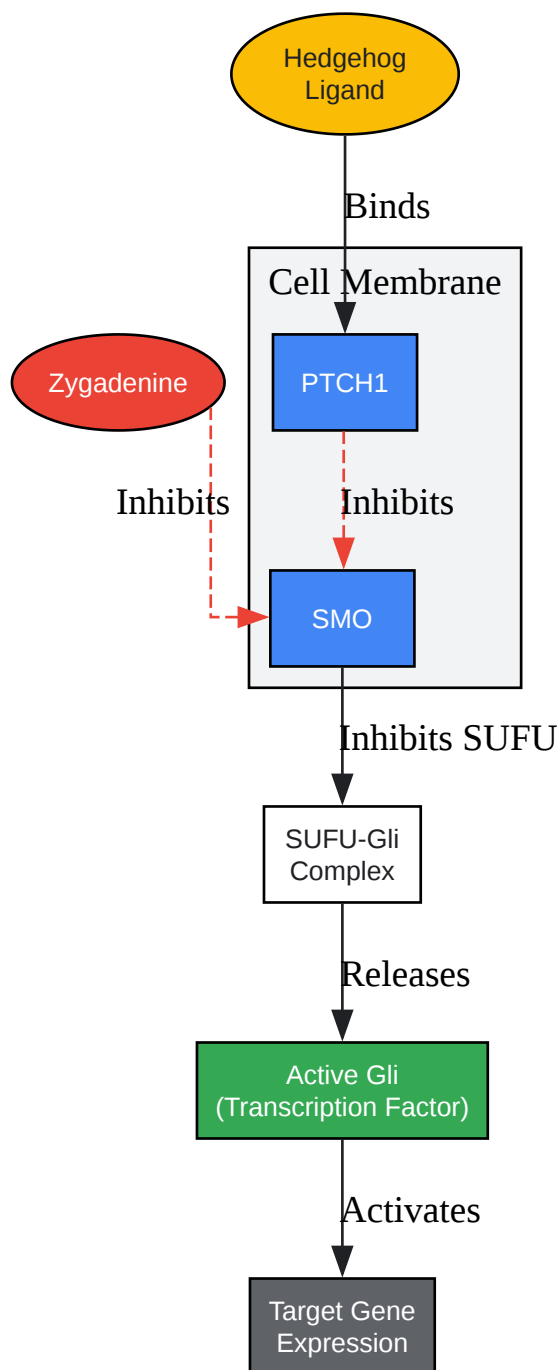 Hedgehog
Ligand
Binds
Cell Membrane
Zygadenine
PTCH1
Inhibits
Inhibits
SMO
Inhibits SUFU
SUFU-Gli
Complex
Releases
Active Gli
(Transcription Factor)
Activates
Target Gene
Expression